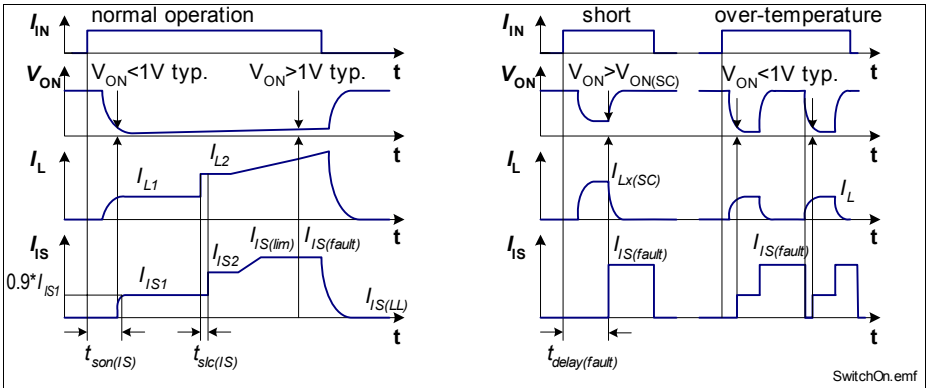 normal operation
short
over-temperature
I_IN
t
I_IN
t
V_ON
V_ON<1V typ.
V_ON>1V typ.
t
V_ON
V_ON>V_ON(SC)
V_ON<1V typ.
t
I_L
I_L1
I_L2
t
I_L
I_Lx(SC)
I_L
t
I_IS
0.9*I_IS1
I_IS1
I_IS2
I_IS(lim)
I_IS(fault)
I_IS(LL)
t
I_IS
I_IS(fault)
I_IS(fault)
t
t_son(IS)
t_slc(IS)
t_delay(fault)
SwitchOn.emf